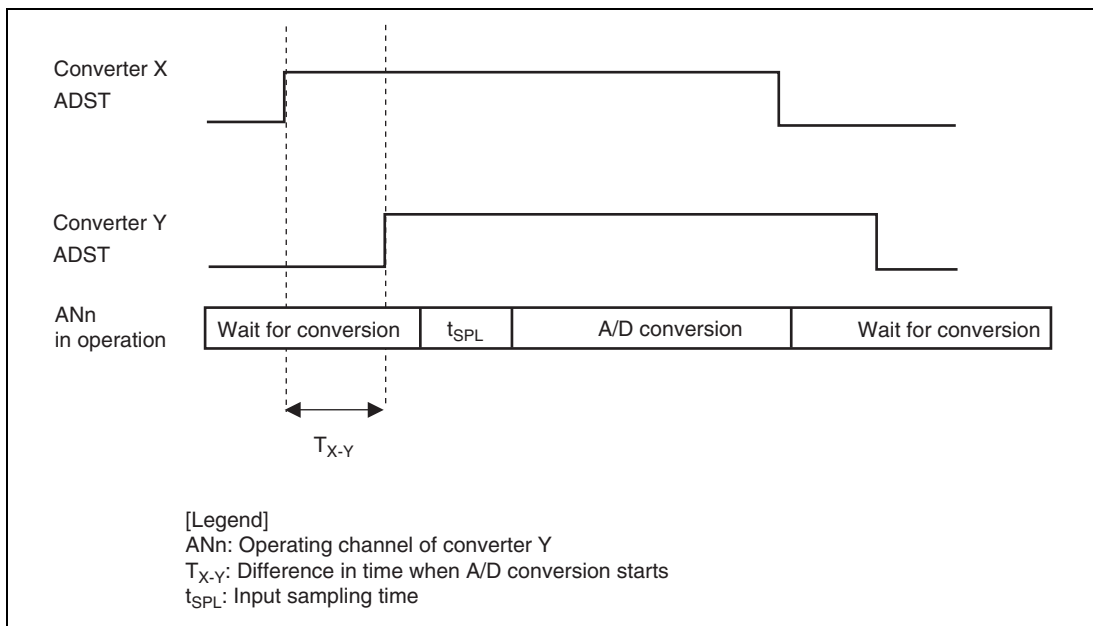 Converter X
ADST
Converter Y
ADST
ANn
in operation
Wait for conversion
tSPL
A/D conversion
Wait for conversion
TX-Y
[Legend]
ANn: Operating channel of converter Y
TX-Y: Difference in time when A/D conversion starts
tSPL: Input sampling time